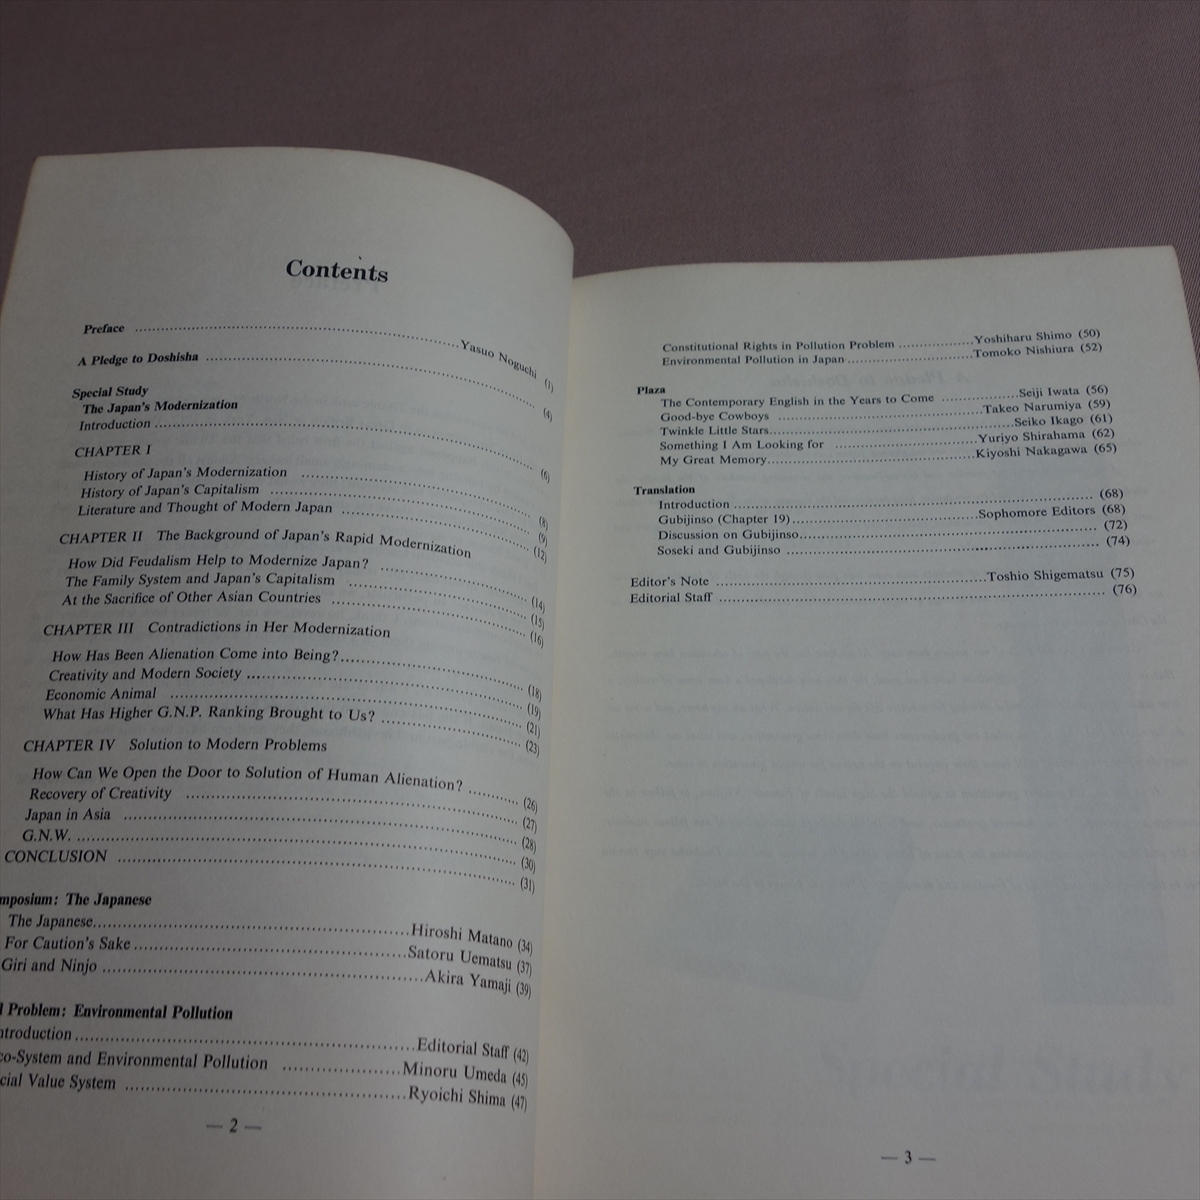 Contents
Preface ........ Yasuo Noguchi (1)
A Pledge to Doshisha ........ (4)
Special Study
The Japan's Modernization
Introduction ........ (6)
CHAPTER I
History of Japan's Modernization ........ (8)
History of Japan's Capitalism ........ (9)
Literature and Thought of Modern Japan ........ (12)
CHAPTER II The Background of Japan's Rapid Modernization
How Did Feudalism Help to Modernize Japan? ........ (14)
The Family System and Japan's Capitalism ........ (15)
At the Sacrifice of Other Asian Countries ........ (16)
CHAPTER III Contradictions in Her Modernization
How Has Been Alienation Come into Being? ........ (18)
Creativity and Modern Society ........ (19)
Economic Animal ........ (21)
What Has Higher G.N.P. Ranking Brought to Us? ........ (23)
CHAPTER IV Solution to Modern Problems
How Can We Open the Door to Solution of Human Alienation? ........ (26)
Recovery of Creativity ........ (27)
Japan in Asia ........ (28)
G.N.W. ........ (30)
CONCLUSION ........ (31)
mposium: The Japanese
The Japanese ........ Hiroshi Matano (34)
For Caution's Sake ........ Satoru Uematsu (37)
Giri and Ninjo ........ Akira Yamaji (39)
l Problem: Environmental Pollution
ntroduction ........ Editorial Staff (42)
co-System and Environmental Pollution ........ Minoru Umeda (45)
cial Value System ........ Ryoichi Shima (47)
— 2 —
Constitutional Rights in Pollution Problem ........ Yoshiharu Shimo (50)
Environmental Pollution in Japan ........ Tomoko Nishiura (52)
Plaza
The Contemporary English in the Years to Come ........ Seiji Iwata (56)
Good-bye Cowboys ........ Takeo Narumiya (59)
Twinkle Little Stars ........ Seiko Ikago (61)
Something I Am Looking for ........ Yuriyo Shirahama (62)
My Great Memory ........ Kiyoshi Nakagawa (65)
Translation
Introduction ........ (68)
Gubijinso (Chapter 19) ........ Sophomore Editors (68)
Discussion on Gubijinso ........ (72)
Soseki and Gubijinso ........ (74)
Editor's Note ........ Toshio Shigematsu (75)
Editorial Staff ........ (76)
— 3 —